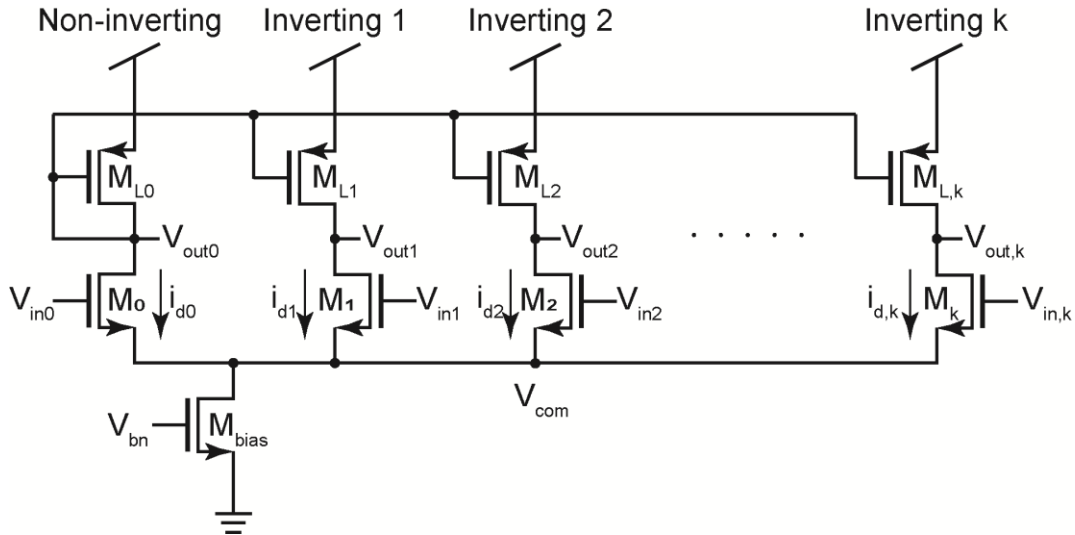 Non-inverting Inverting 1 Inverting 2 Inverting k
M_L0 M_L1 M_L2 M_L,k
V_out0 V_out1 V_out2 . . . . . V_out,k
V_in0 M_0 i_d0 i_d1 M_1 V_in1 i_d2 M_2 V_in2 i_d,k M_k V_in,k
V_com
V_bn M_bias